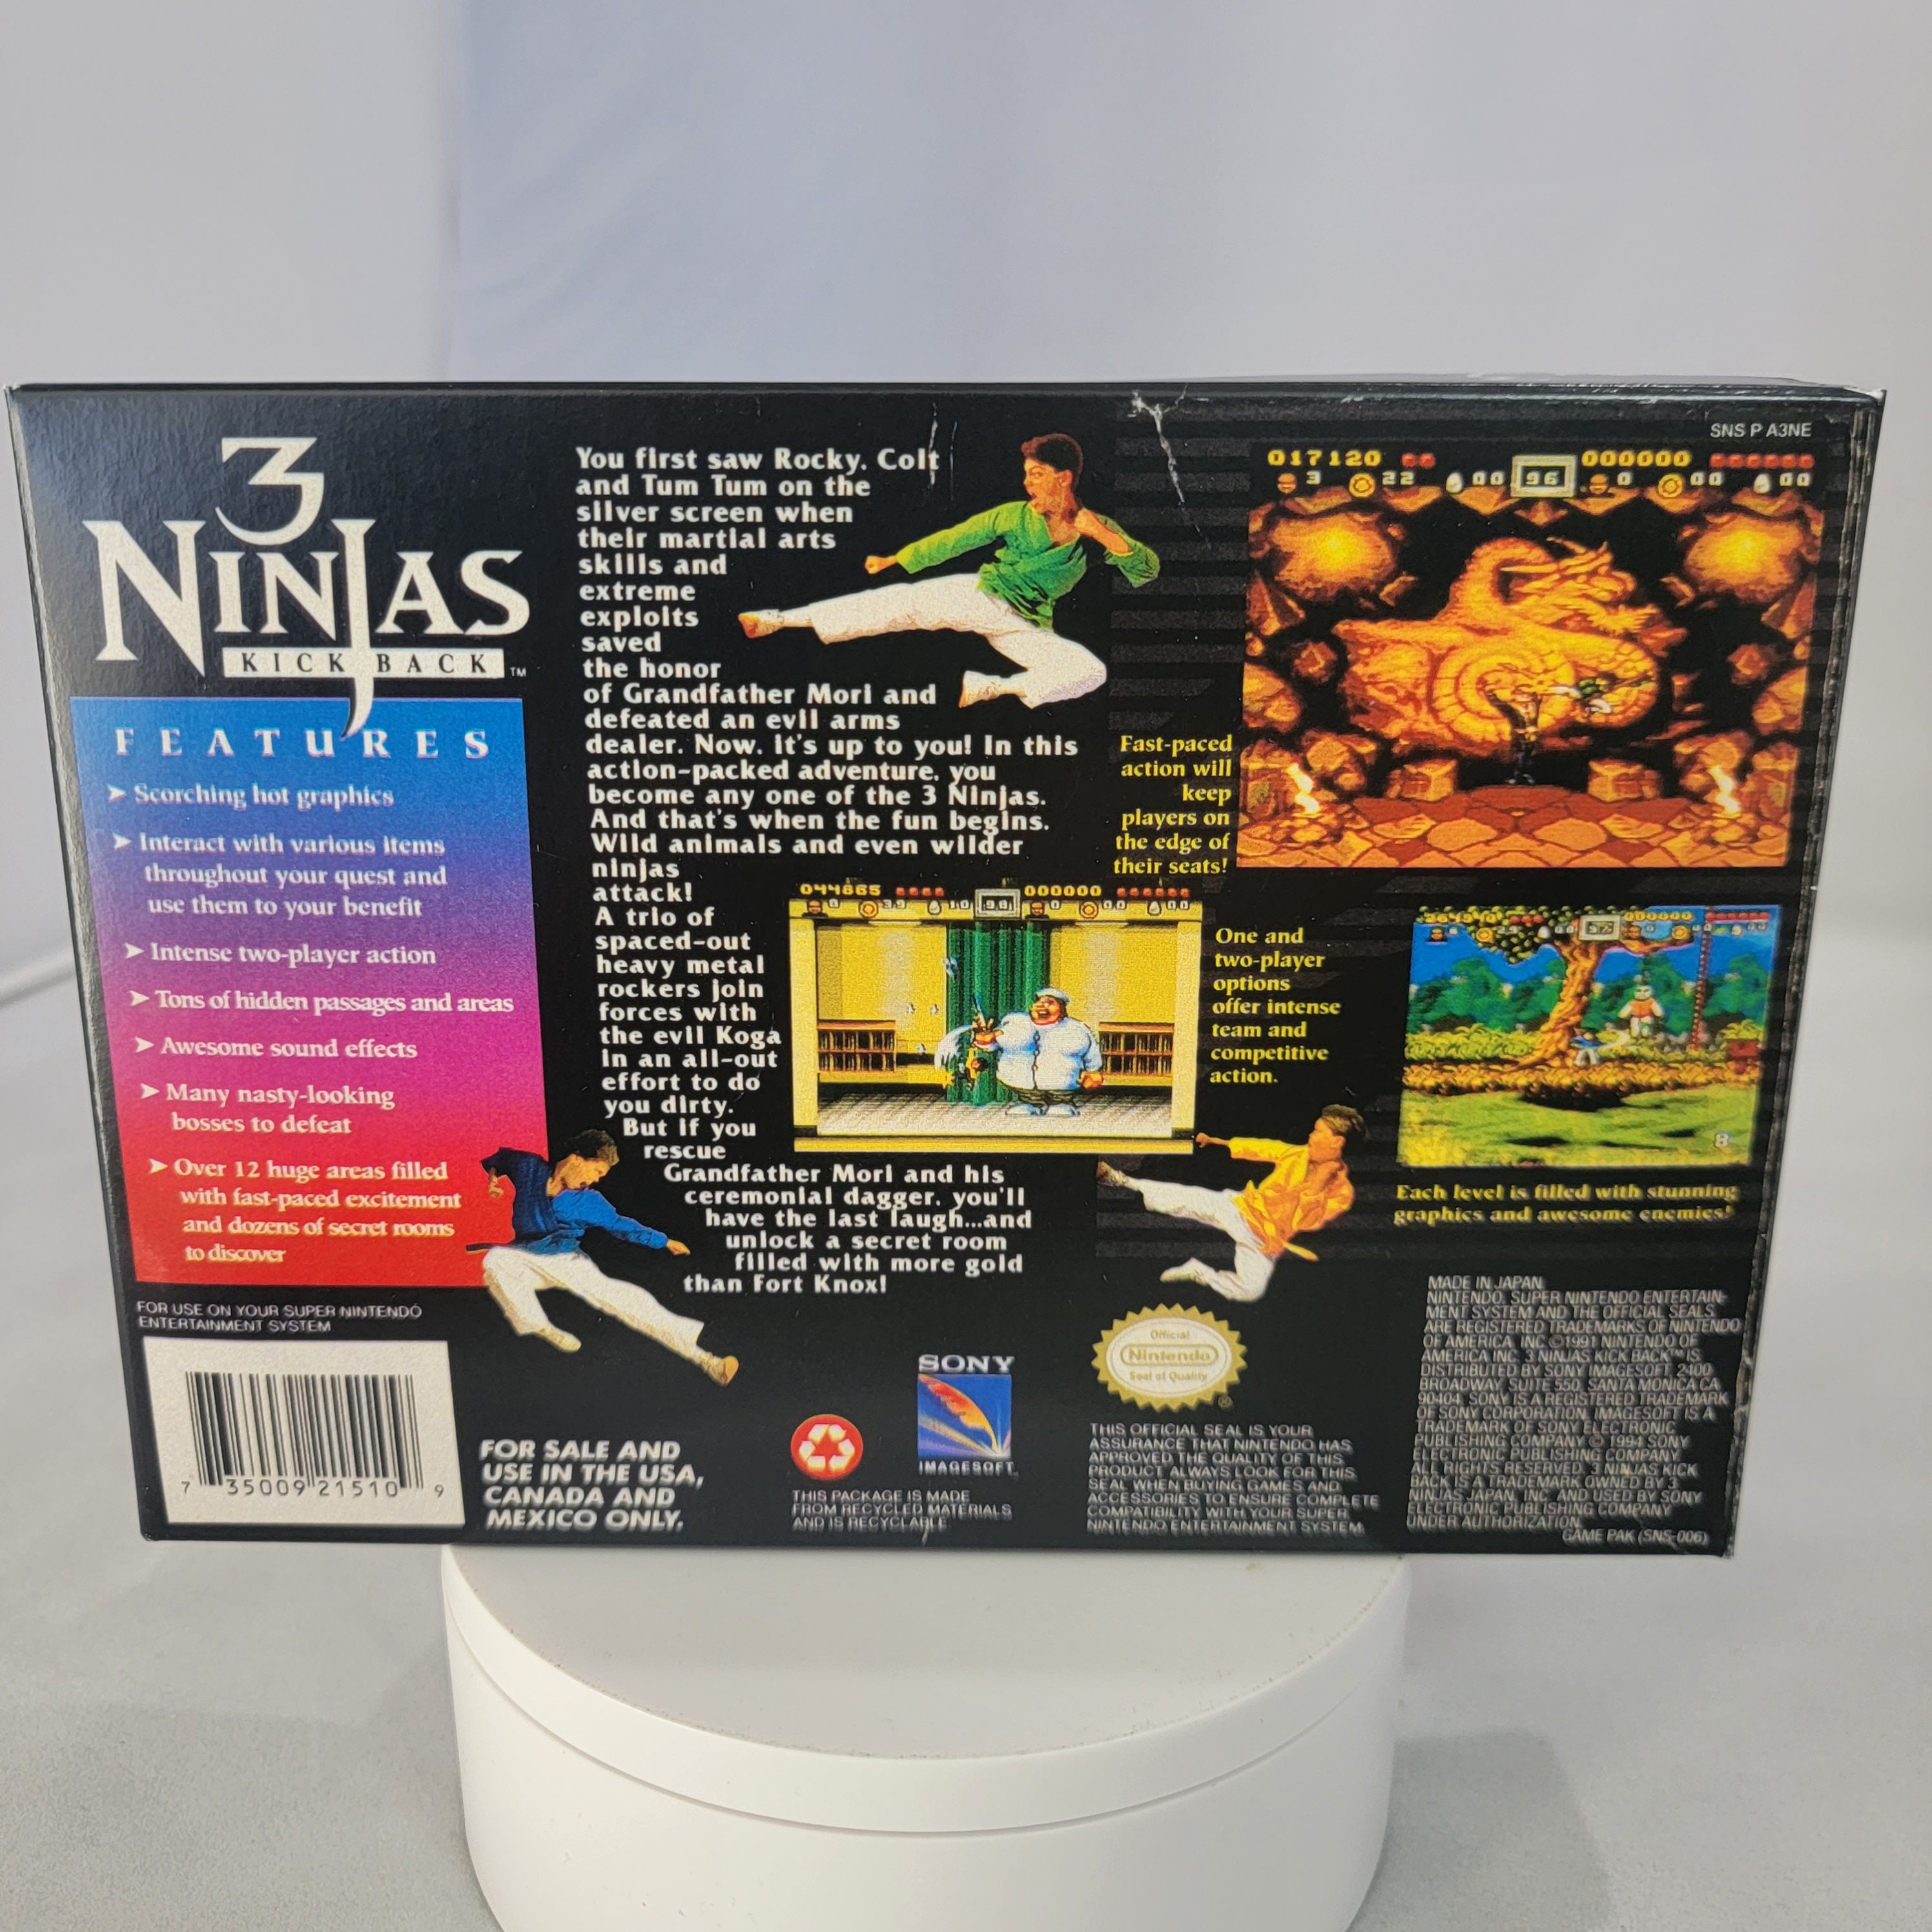 3
NINJAS
KICK BACK™
FEATURES
➤ Scorching hot graphics
➤ Interact with various items
throughout your quest and
use them to your benefit
➤ Intense two-player action
➤ Tons of hidden passages and areas
➤ Awesome sound effects
➤ Many nasty-looking
bosses to defeat
➤ Over 12 huge areas filled
with fast-paced excitement
and dozens of secret rooms
to discover
FOR USE ON YOUR SUPER NINTENDO
ENTERTAINMENT SYSTEM
7 35009 21510 9
You first saw Rocky, Colt
and Tum Tum on the
silver screen when
their martial arts
skills and
extreme
exploits
saved
the honor
of Grandfather Mori and
defeated an evil arms
dealer. Now, it's up to you! In this
action-packed adventure, you
become any one of the 3 Ninjas.
And that's when the fun begins.
Wild animals and even wilder
ninjas
attack!
A trio of
spaced-out
heavy metal
rockers join
forces with
the evil Koga
in an all-out
effort to do
you dirty.
But if you
rescue
Grandfather Mori and his
ceremonial dagger, you'll
have the last laugh...and
unlock a secret room
filled with more gold
than Fort Knox!
FOR SALE AND
USE IN THE USA,
CANADA AND
MEXICO ONLY.
SONY
IMAGESOFT
THIS PACKAGE IS MADE
FROM RECYCLED MATERIALS
AND IS RECYCLABLE
SNS P A3NE
017120 000000
3 22 00 96 0 00 00
Fast-paced
action will
keep
players on
the edge of
their seats!
044865 000000
One and
two-player
options
offer intense
team and
competitive
action.
8
Each level is filled with stunning
graphics and awesome enemies!
Official
Nintendo
Seal of Quality
®
THIS OFFICIAL SEAL IS YOUR
ASSURANCE THAT NINTENDO HAS
APPROVED THE QUALITY OF THIS
PRODUCT. ALWAYS LOOK FOR THIS
SEAL WHEN BUYING GAMES AND
ACCESSORIES TO ENSURE COMPLETE
COMPATIBILITY WITH YOUR SUPER
NINTENDO ENTERTAINMENT SYSTEM.
MADE IN JAPAN
NINTENDO, SUPER NINTENDO ENTERTAIN-
MENT SYSTEM AND THE OFFICIAL SEALS
ARE REGISTERED TRADEMARKS OF NINTENDO
OF AMERICA INC. ©1991 NINTENDO OF
AMERICA INC. 3 NINJAS KICK BACK™ IS
DISTRIBUTED BY SONY IMAGESOFT, 2400
BROADWAY, SUITE 550, SANTA MONICA CA
90404. SONY IS A REGISTERED TRADEMARK
OF SONY CORPORATION. IMAGESOFT IS A
TRADEMARK OF SONY ELECTRONIC
PUBLISHING COMPANY © 1994 SONY
ELECTRONIC PUBLISHING COMPANY.
ALL RIGHTS RESERVED. 3 NINJAS KICK
BACK IS A TRADEMARK OWNED BY 3
NINJAS JAPAN, INC. AND USED BY SONY
ELECTRONIC PUBLISHING COMPANY
UNDER AUTHORIZATION.
GAME PAK (SNS-006)